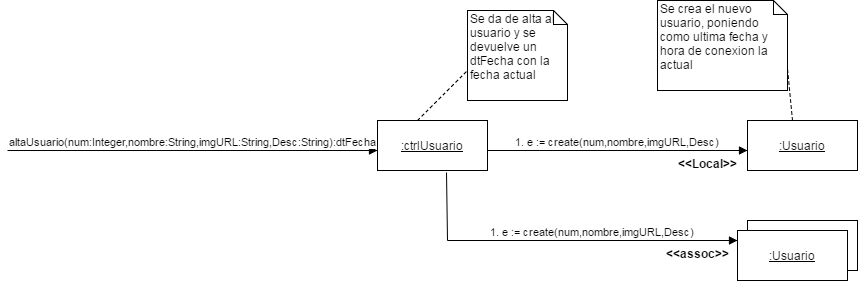 Se da de alta a
usuario y se
devuelve un
dtFecha con la
fecha actual
Se crea el nuevo
usuario, poniendo
como ultima fecha y
hora de conexion la
actual
altaUsuario(num:Integer,nombre:String,imgURL:String,Desc:String):dtFecha
:ctrlUsuario
1. e := create(num,nombre,imgURL,Desc)
<<Local>>
:Usuario
1. e := create(num,nombre,imgURL,Desc)
<<assoc>>
:Usuario